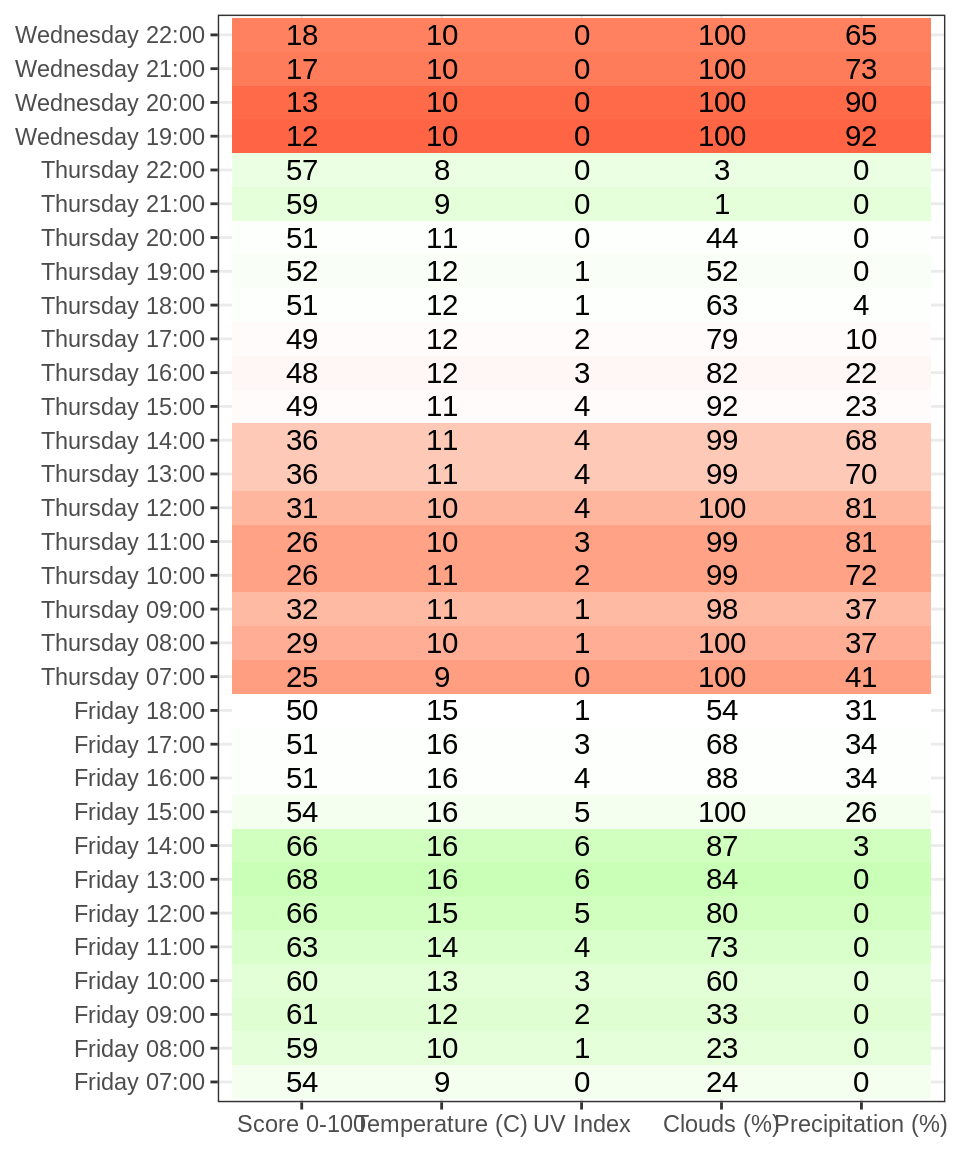 Wednesday 22:00 18 10 0 100 65
Wednesday 21:00 17 10 0 100 73
Wednesday 20:00 13 10 0 100 90
Wednesday 19:00 12 10 0 100 92
Thursday 22:00 57 8 0 3 0
Thursday 21:00 59 9 0 1 0
Thursday 20:00 51 11 0 44 0
Thursday 19:00 52 12 1 52 0
Thursday 18:00 51 12 1 63 4
Thursday 17:00 49 12 2 79 10
Thursday 16:00 48 12 3 82 22
Thursday 15:00 49 11 4 92 23
Thursday 14:00 36 11 4 99 68
Thursday 13:00 36 11 4 99 70
Thursday 12:00 31 10 4 100 81
Thursday 11:00 26 10 3 99 81
Thursday 10:00 26 11 2 99 72
Thursday 09:00 32 11 1 98 37
Thursday 08:00 29 10 1 100 37
Thursday 07:00 25 9 0 100 41
Friday 18:00 50 15 1 54 31
Friday 17:00 51 16 3 68 34
Friday 16:00 51 16 4 88 34
Friday 15:00 54 16 5 100 26
Friday 14:00 66 16 6 87 3
Friday 13:00 68 16 6 84 0
Friday 12:00 66 15 5 80 0
Friday 11:00 63 14 4 73 0
Friday 10:00 60 13 3 60 0
Friday 09:00 61 12 2 33 0
Friday 08:00 59 10 1 23 0
Friday 07:00 54 9 0 24 0
Score 0-100 Temperature (C) UV Index Clouds (%) Precipitation (%)